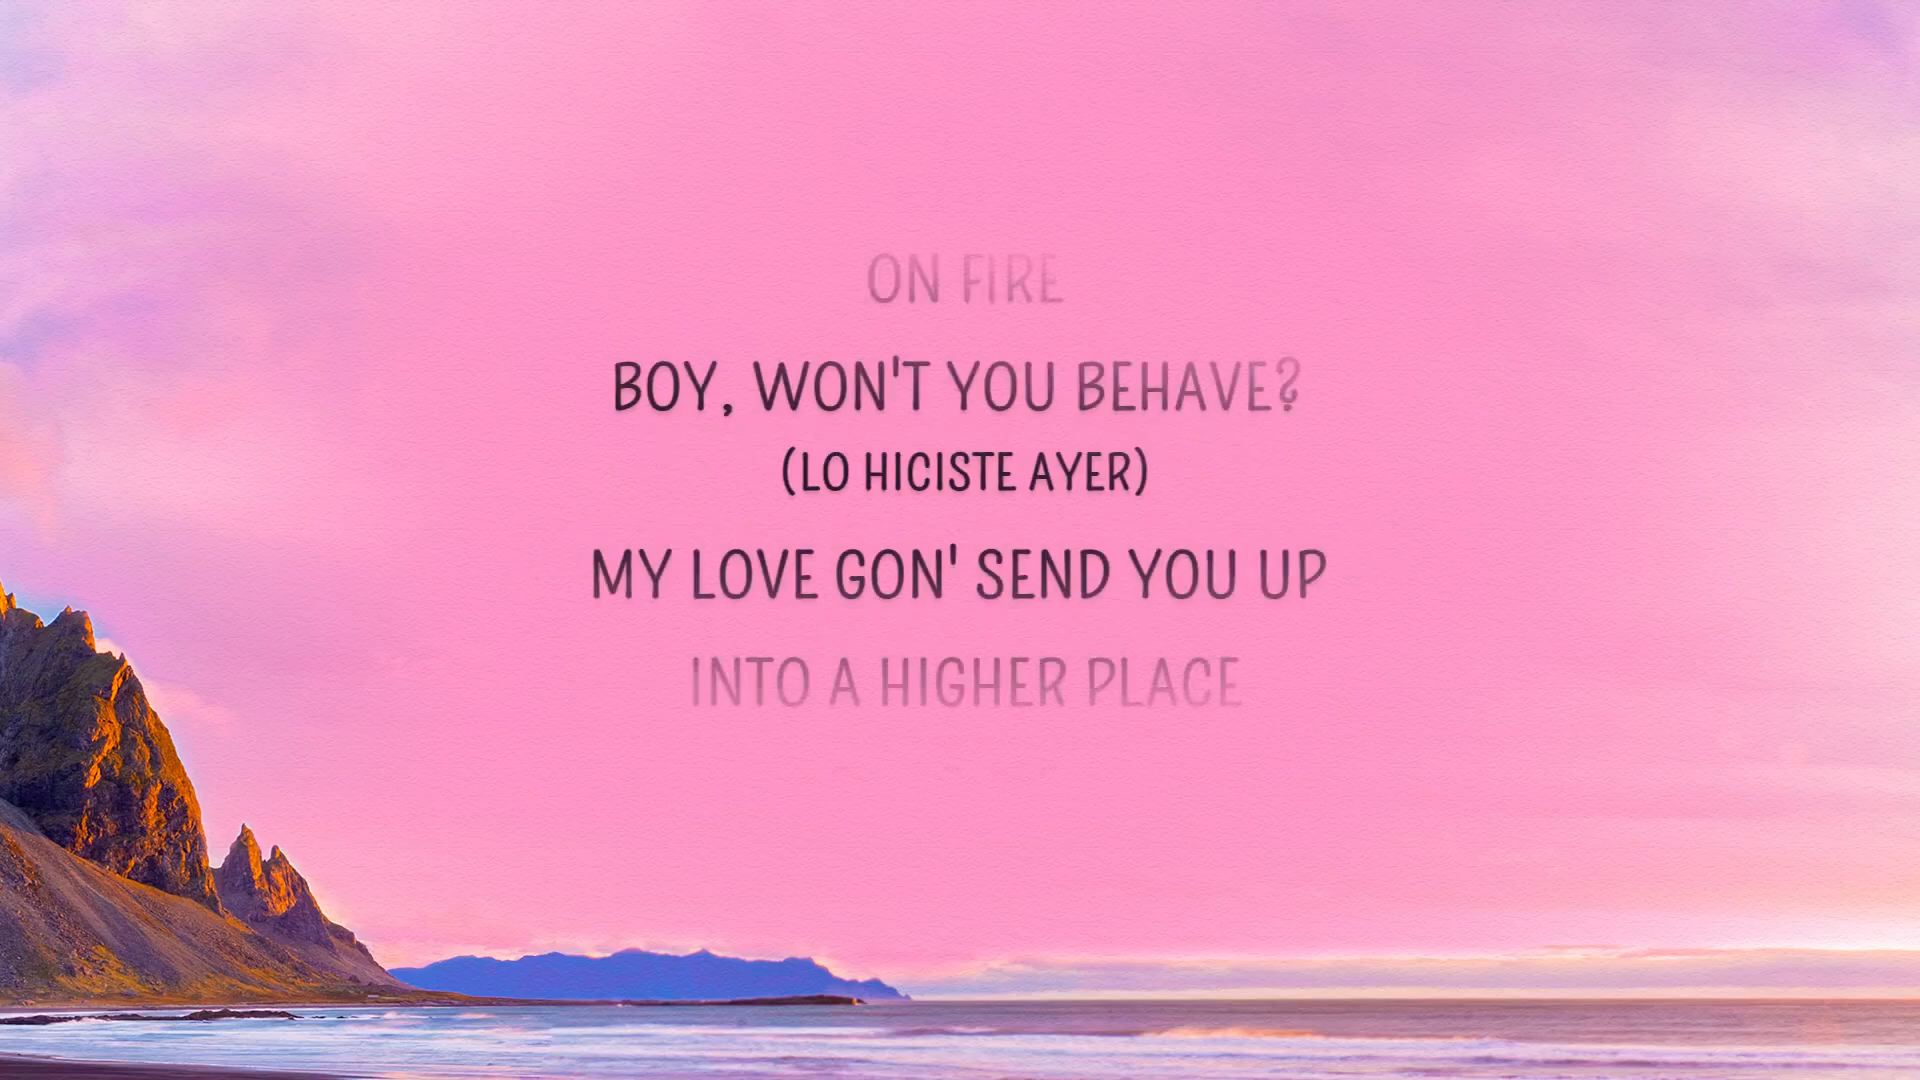 ON FIRE
BOY, WON'T YOU BEHAVE?
(LO HICISTE AYER)
MY LOVE GON' SEND YOU UP
INTO A HIGHER PLACE